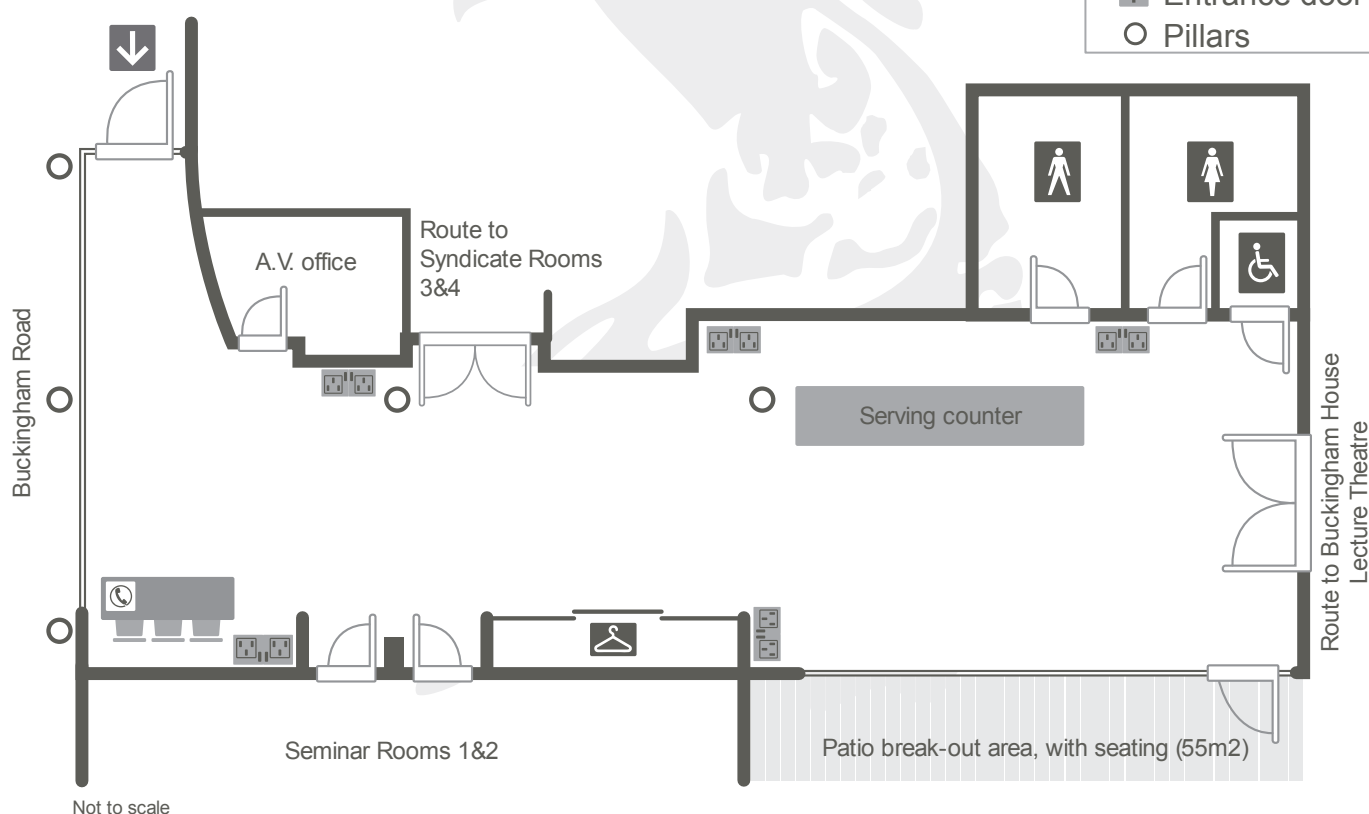 Entrance door
Pillars
A.V. office
Route to
Syndicate Rooms
3&4
Buckingham Road
Serving counter
Route to Buckingham House
Lecture Theatre
Seminar Rooms 1&2
Patio break-out area, with seating (55m2)
Not to scale